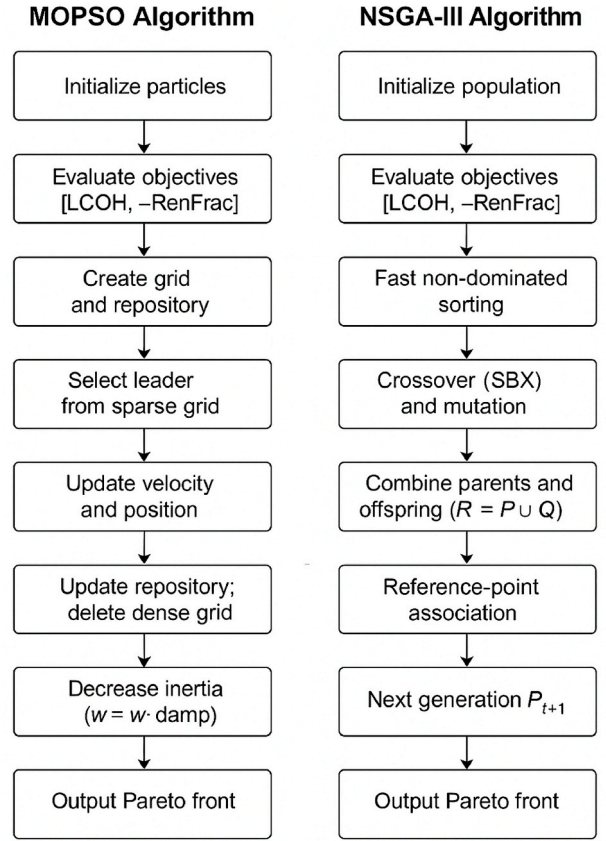 MOPSO Algorithm
Initialize particles
Evaluate objectives
[LCOH, –RenFrac]
Create grid
and repository
Select leader
from sparse grid
Update velocity
and position
Update repository;
delete dense grid
Decrease inertia
(w = w· damp)
Output Pareto front
NSGA-III Algorithm
Initialize population
Evaluate objectives
[LCOH, –RenFrac]
Fast non-dominated
sorting
Crossover (SBX)
and mutation
Combine parents and
offspring (R = P ∪ Q)
Reference-point
association
Next generation P_{t+1}
Output Pareto front